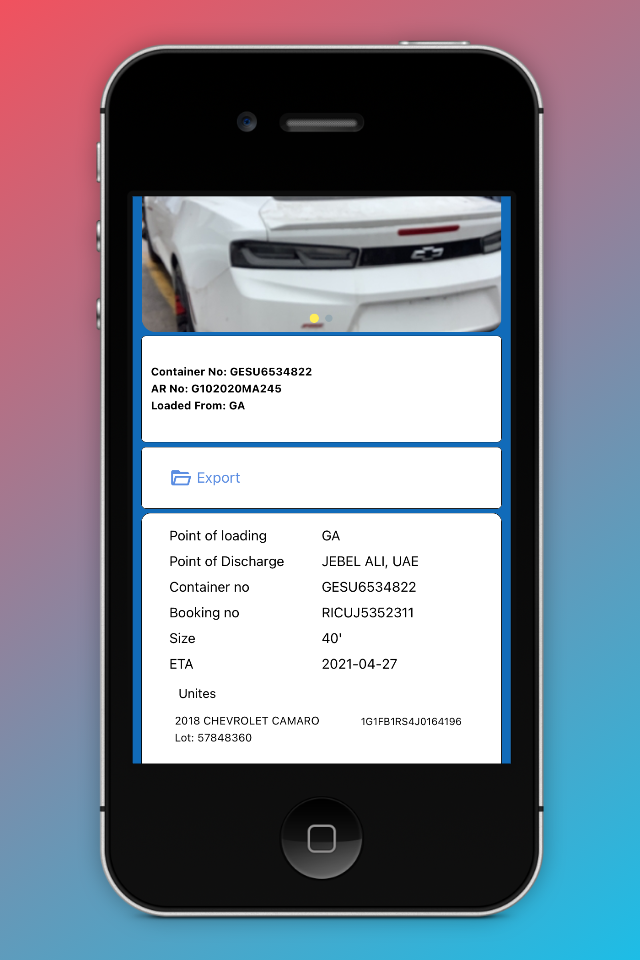 Container No: GESU6534822
AR No: G102020MA245
Loaded From: GA
Export
Point of loading GA
Point of Discharge JEBEL ALI, UAE
Container no GESU6534822
Booking no RICUJ5352311
Size 40'
ETA 2021-04-27
Unites
2018 CHEVROLET CAMARO 1G1FB1RS4J0164196
Lot: 57848360